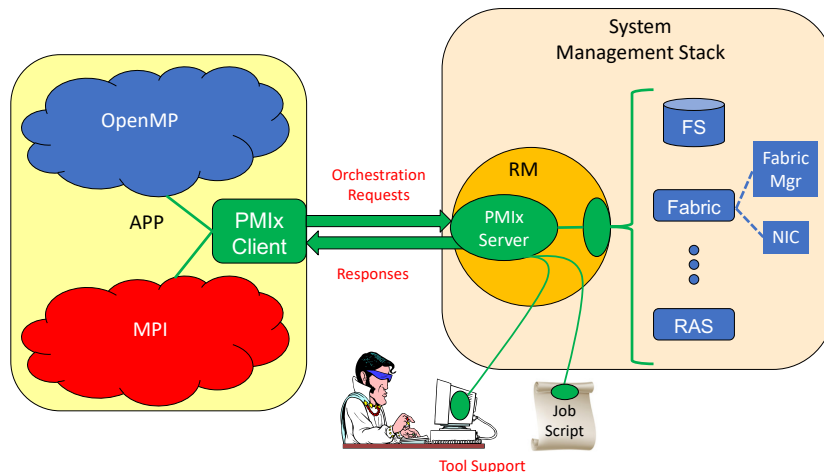 System
Management Stack
OpenMP
APP
PMIx
Client
MPI
Orchestration
Requests
Responses
RM
PMIx
Server
FS
Fabric
Mgr
Fabric
NIC
RAS
Job
Script
Tool Support